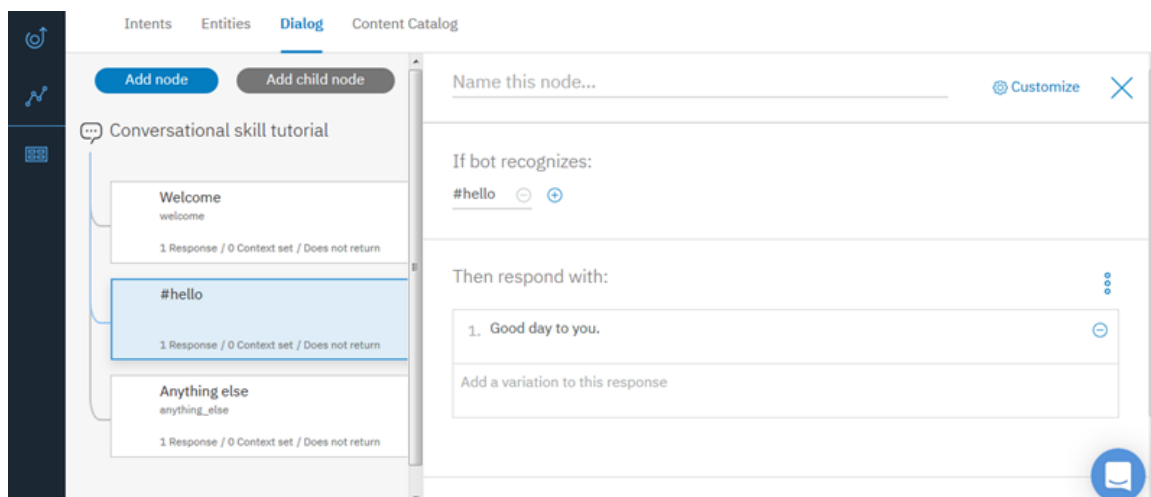 Intents Entities Dialog Content Catalog
Add node Add child node
Conversational skill tutorial
Welcome
welcome
1 Response / 0 Context set / Does not return
#hello
1 Response / 0 Context set / Does not return
Anything else
anything_else
1 Response / 0 Context set / Does not return
Name this node...
Customize
If bot recognizes:
#hello
Then respond with:
1. Good day to you.
Add a variation to this response